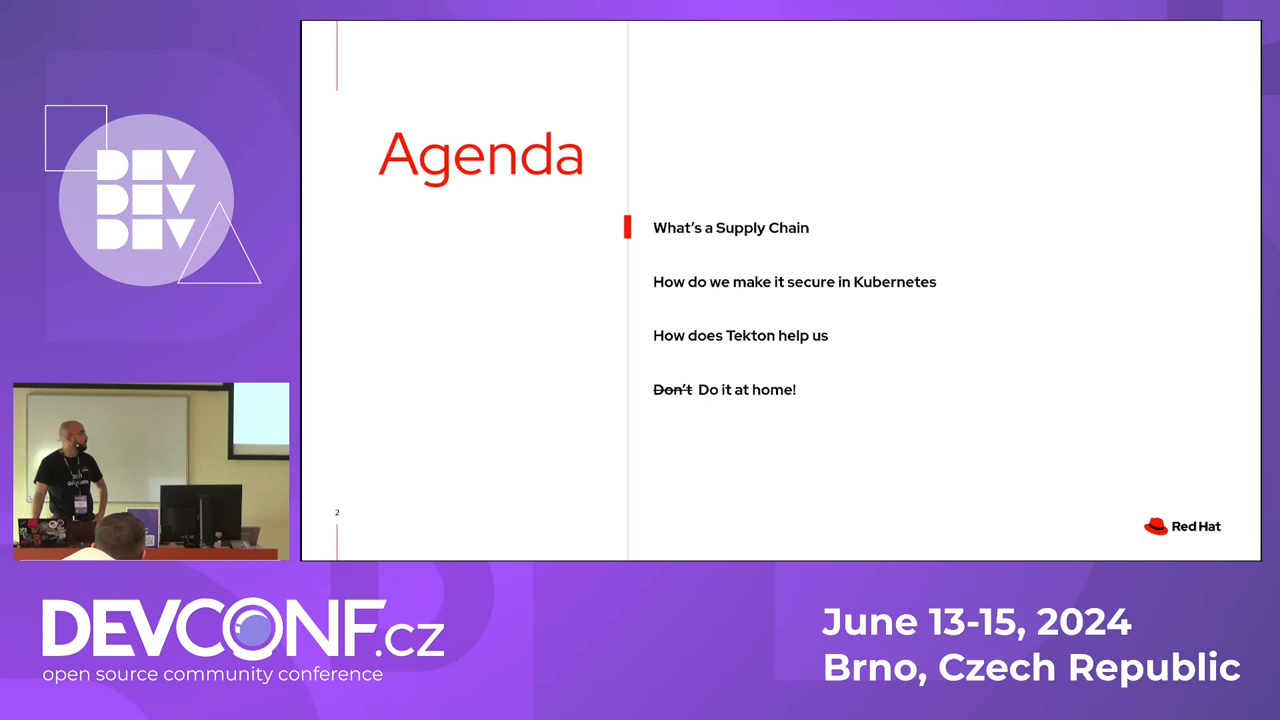 DEV
DEV
DEV
Agenda
What's a Supply Chain
How do we make it secure in Kubernetes
How does Tekton help us
Don't Do it at home!
2
Red Hat
DEVCONF.cz
open source community conference
June 13-15, 2024
Brno, Czech Republic